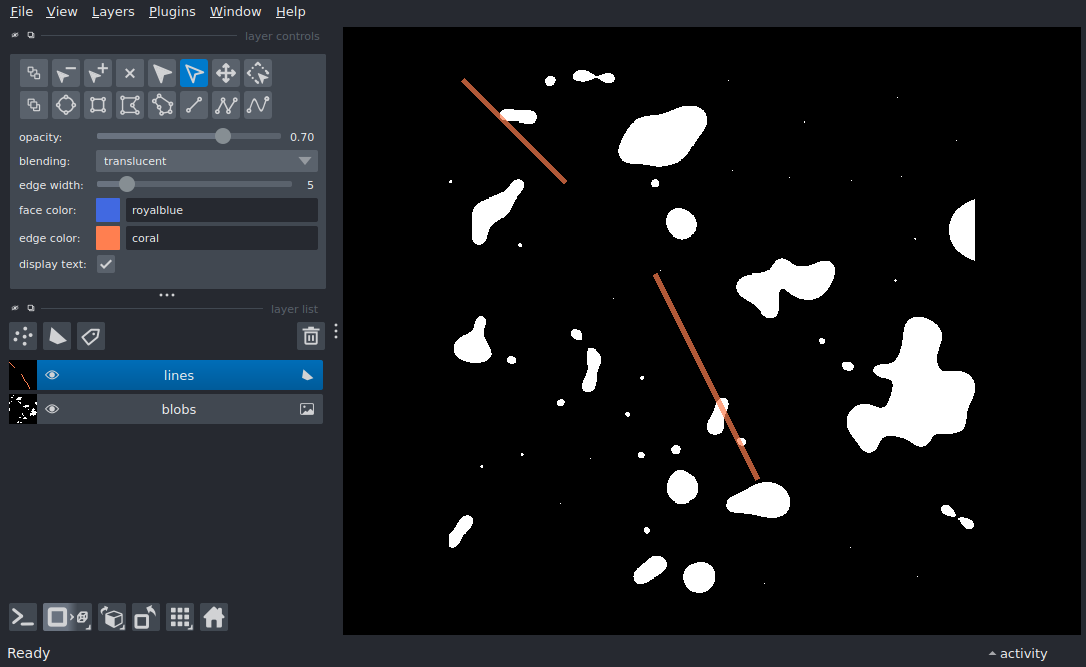 File View Layers Plugins Window Help
layer controls
opacity: 0.70
blending: translucent
edge width: 5
face color: royalblue
edge color: coral
display text:
layer list
lines
blobs
Ready
activity